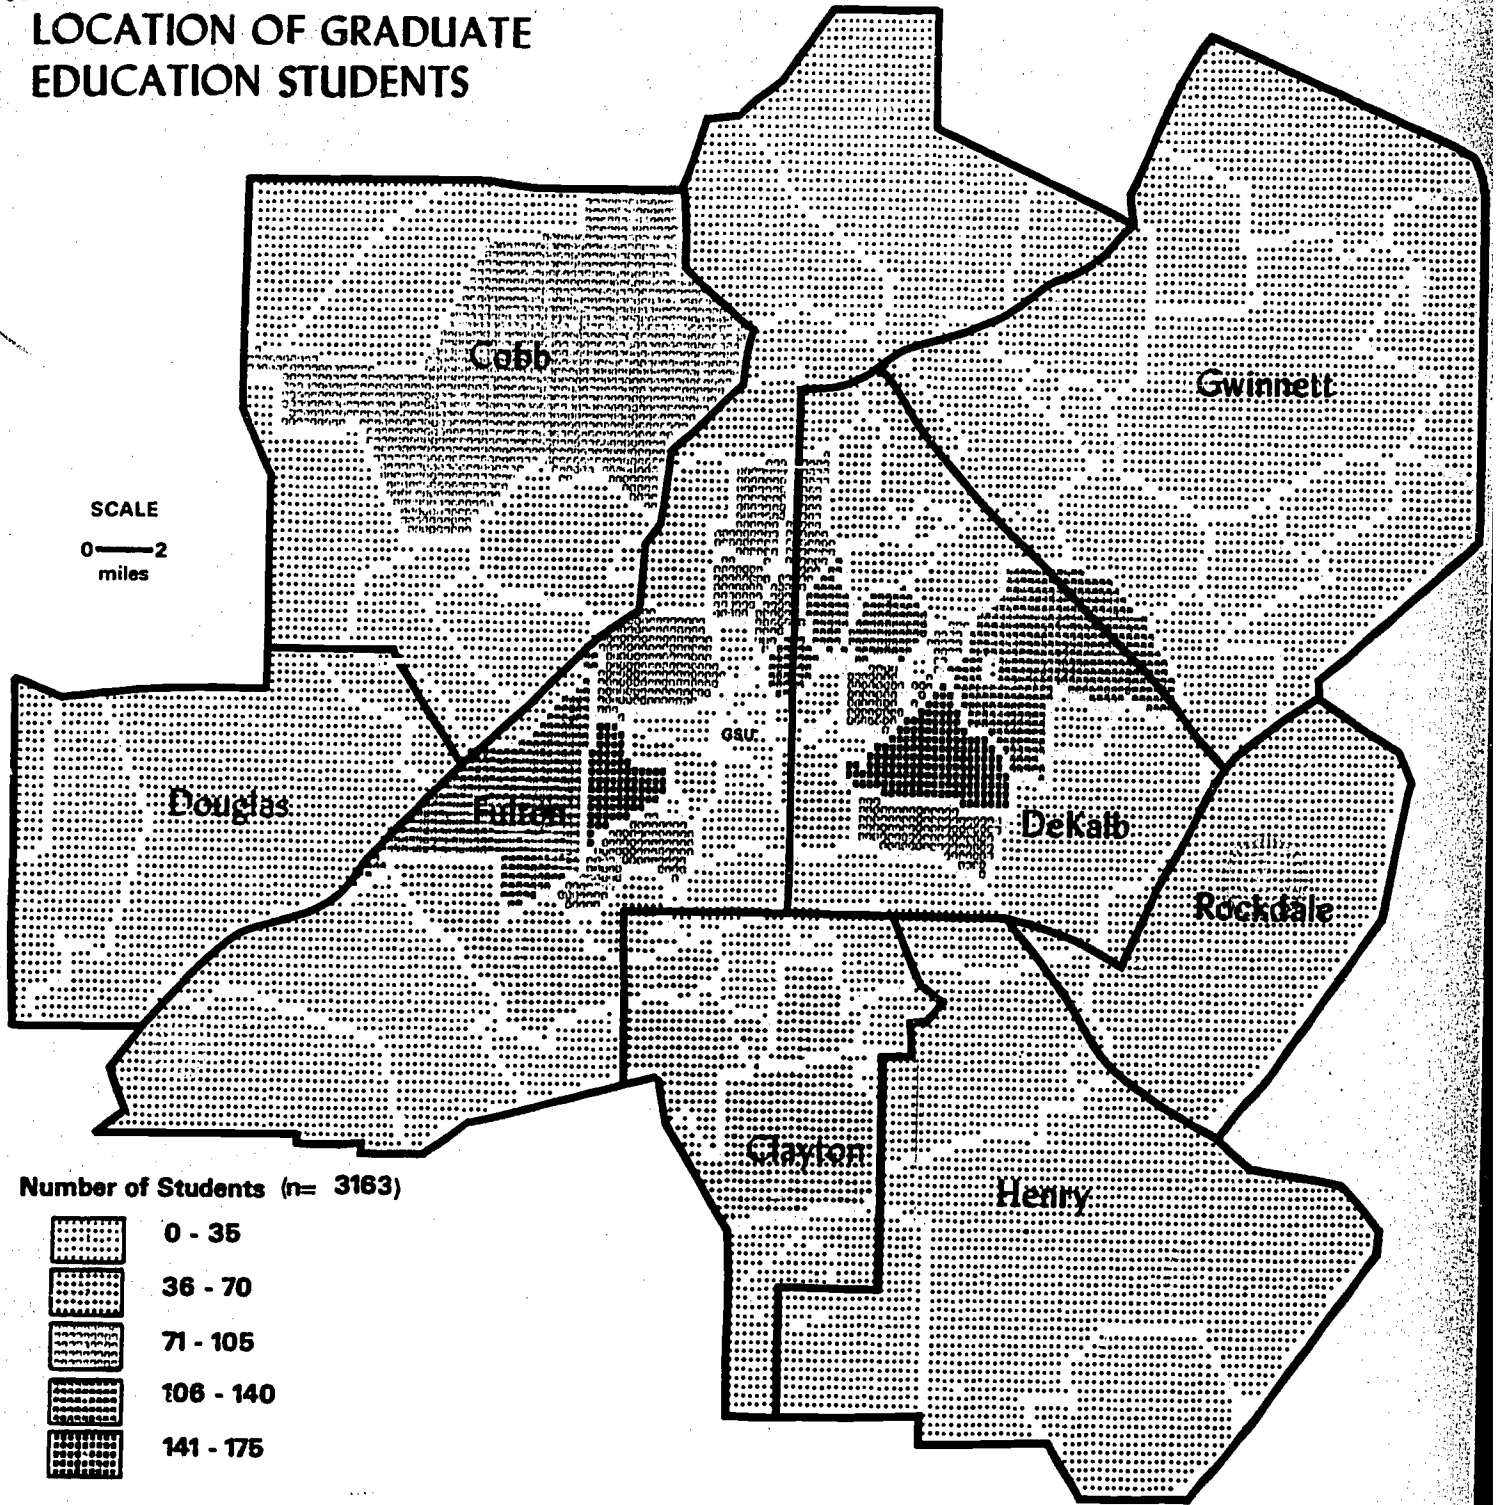 LOCATION OF GRADUATE
EDUCATION STUDENTS
Cobb
Gwinnett
SCALE
0 2
miles
GSU
Douglas
Fulton
DeKalb
Rockdale
Clayton
Henry
Number of Students (n= 3163)
0 - 35
36 - 70
71 - 105
106 - 140
141 - 175